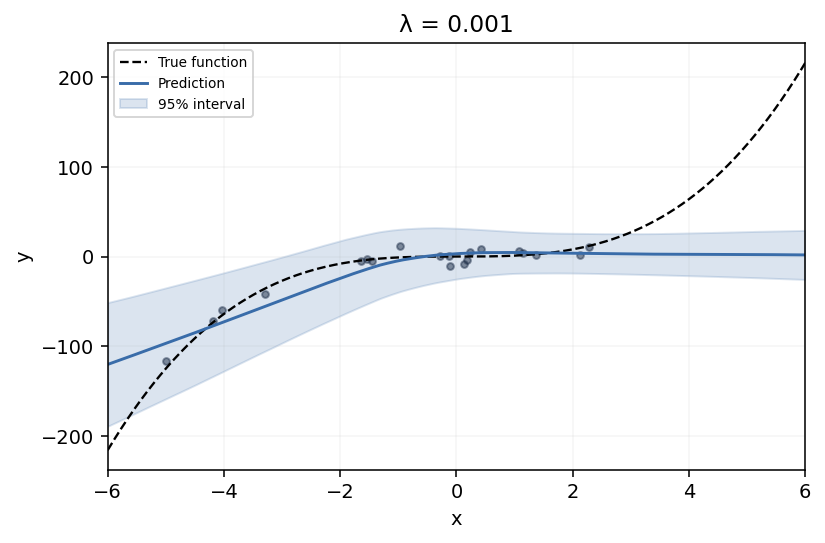 λ = 0.001
True function
Prediction
95% interval
y
200
100
0
−100
−200
−6
−4
−2
0
2
4
6
x